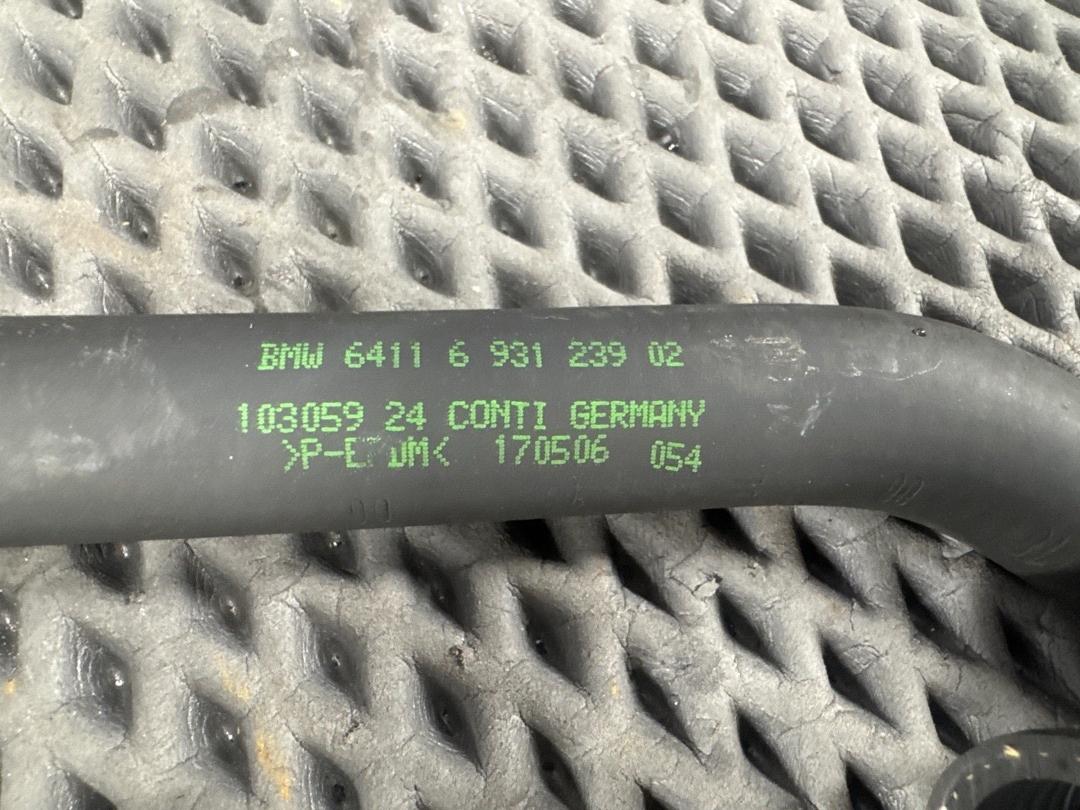 BMW 6411 6 931 239 02
103059 24 CONTI GERMANY
170506 054